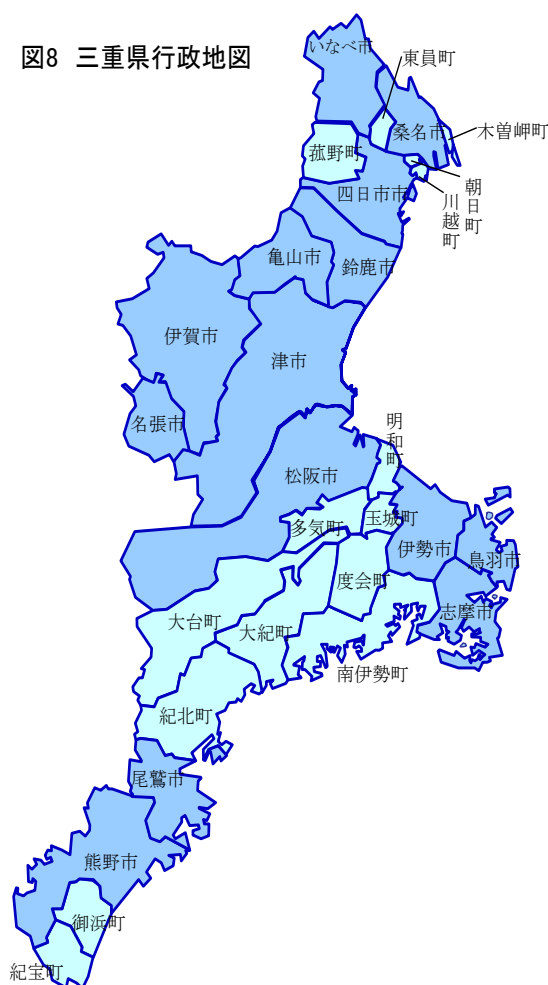 図8 三重県行政地図
いなべ市
東員町
桑名市
木曽岬町
菰野町
朝日町
川越町
四日市市
亀山市
鈴鹿市
伊賀市
津市
名張市
明和町
松阪市
多気町
玉城町
伊勢市
鳥羽市
度会町
志摩市
大台町
大紀町
南伊勢町
紀北町
尾鷲市
熊野市
御浜町
紀宝町